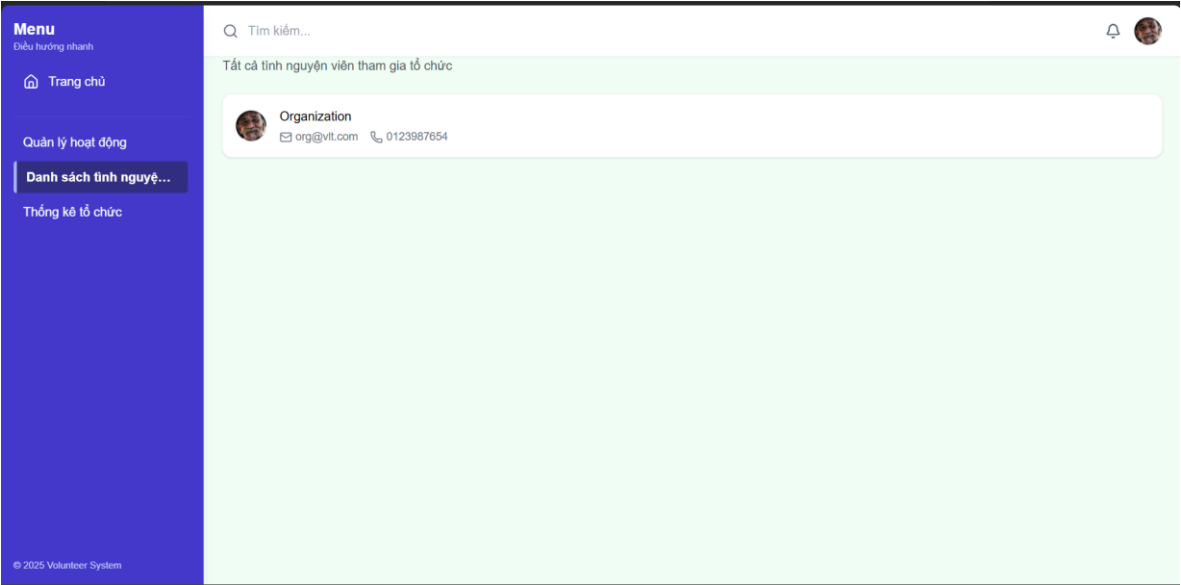 Menu
Điều hướng nhanh
Trang chủ
Quản lý hoạt động
Danh sách tình nguyệ...
Thống kê tổ chức
© 2025 Volunteer System
Tìm kiếm...
Tất cả tình nguyện viên tham gia tổ chức
Organization
org@vlt.com 0123987654